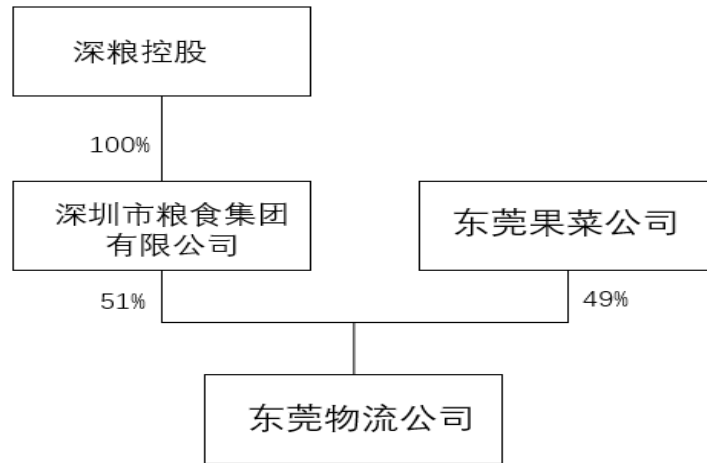 深粮控股
100%
深圳市粮食集团
有限公司
东莞果菜公司
51%
49%
东莞物流公司